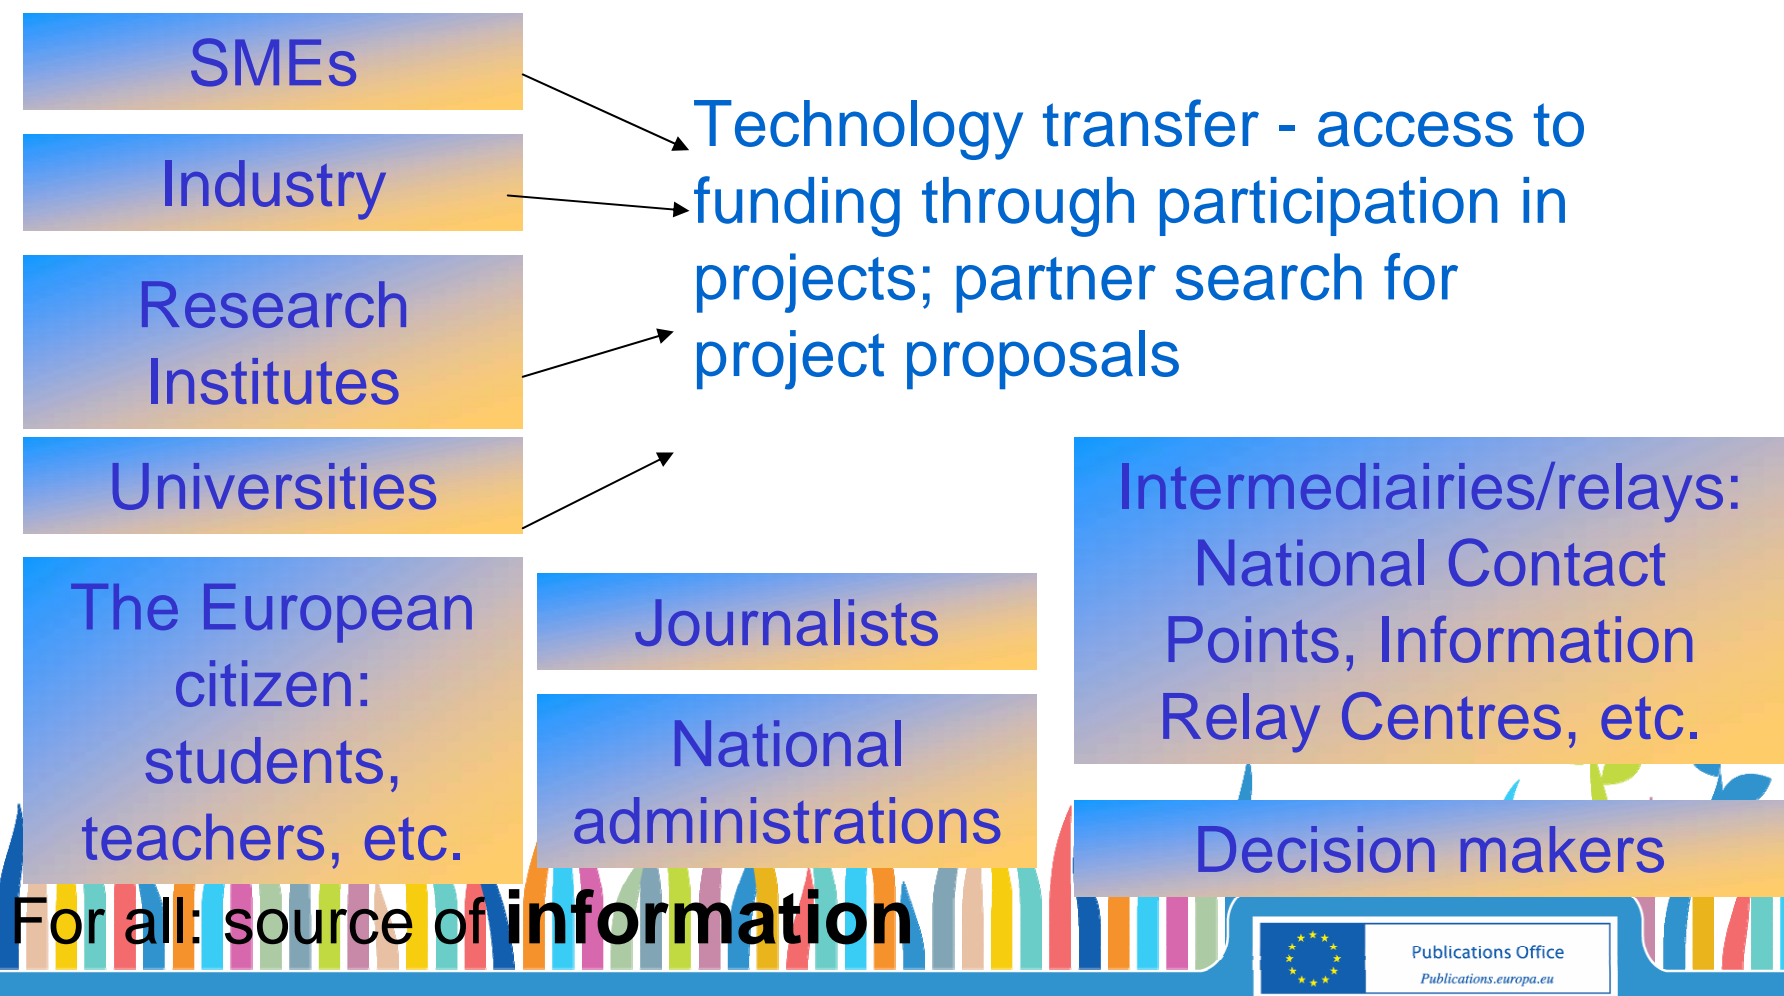 SMEs
Industry
Research
Institutes
Universities
The European
citizen:
students,
teachers, etc.
Technology transfer - access to
funding through participation in
projects; partner search for
project proposals
Journalists
National
administrations
Intermediairies/relays:
National Contact
Points, Information
Relay Centres, etc.
Decision makers
For all: source of information
Publications Office
Publications.europa.eu